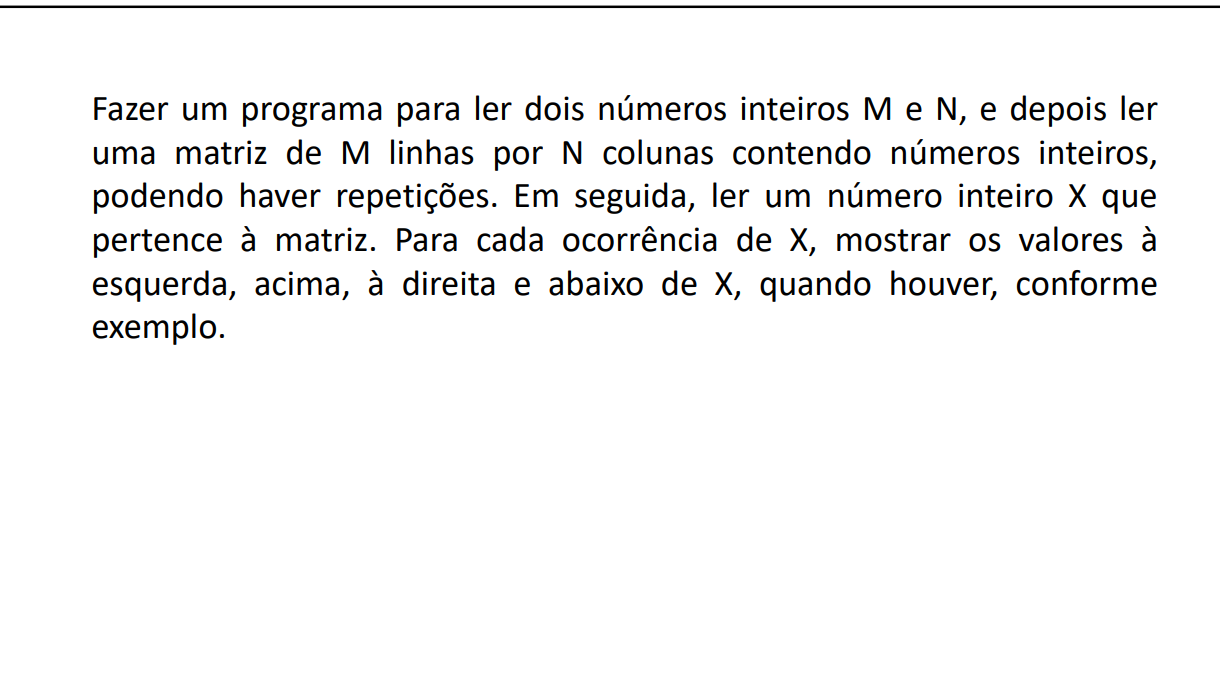 Fazer um programa para ler dois números inteiros M e N, e depois ler
uma matriz de M linhas por N colunas contendo números inteiros,
podendo haver repetições. Em seguida, ler um número inteiro X que
pertence à matriz. Para cada ocorrência de X, mostrar os valores à
esquerda, acima, à direita e abaixo de X, quando houver, conforme
exemplo.